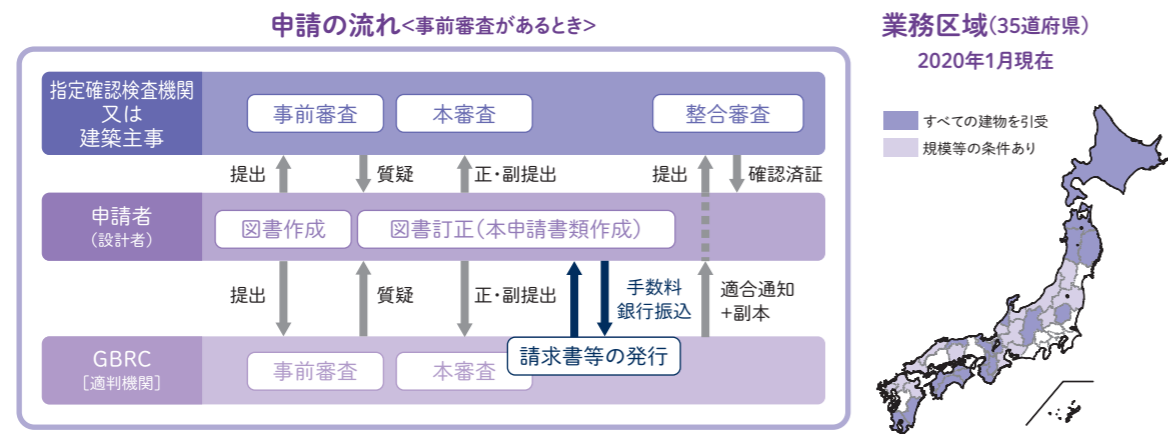 申請の流れ<事前審査があるとき>
業務区域(35道府県)
2020年1月現在
すべての建物を引受
規模等の条件あり
指定確認検査機関
又は
建築主事
事前審査
本審査
整合審査
提出
質疑
正・副提出
提出
確認済証
申請者
(設計者)
図書作成
図書訂正(本申請書類作成)
提出
質疑
正・副提出
手数料
銀行振込
適合通知
+副本
GBRC
[適判機関]
事前審査
本審査
請求書等の発行